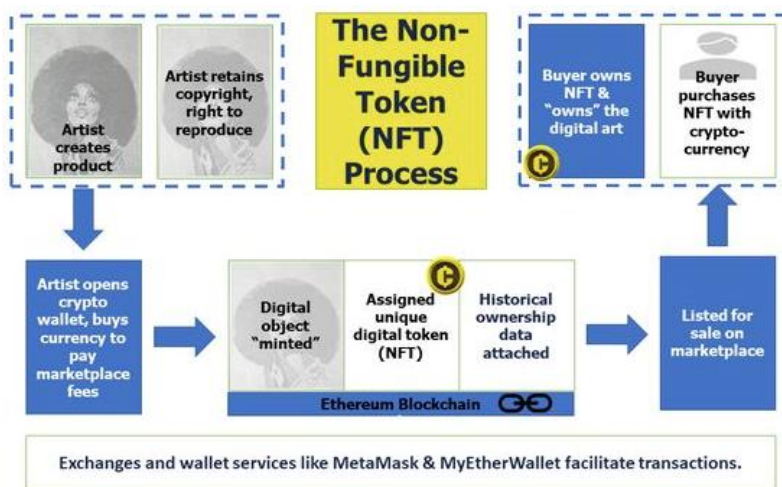 Artist
creates
product
Artist retains
copyright,
right to
reproduce
The Non-
Fungible
Token
(NFT)
Process
Buyer owns
NFT &
“owns” the
digital art
Buyer
purchases
NFT with
crypto-
currency
Artist opens
crypto
wallet, buys
currency to
pay
marketplace
fees
Digital
object
“minted”
Assigned
unique
digital token
(NFT)
Historical
ownership
data
attached
Ethereum Blockchain
Listed for
sale on
marketplace
Exchanges and wallet services like MetaMask & MyEtherWallet facilitate transactions.